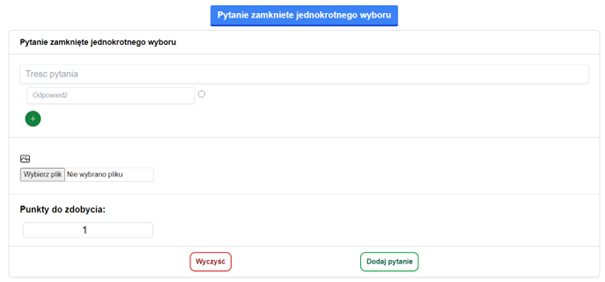 Pytanie zamkniete jednokrotnego wyboru
Pytanie zamknięte jednokrotnego wyboru
Tresc pytania
Odpowiedź
+
Wybierz plik Nie wybrano pliku
Punkty do zdobycia:
1
Wyczyść Dodaj pytanie